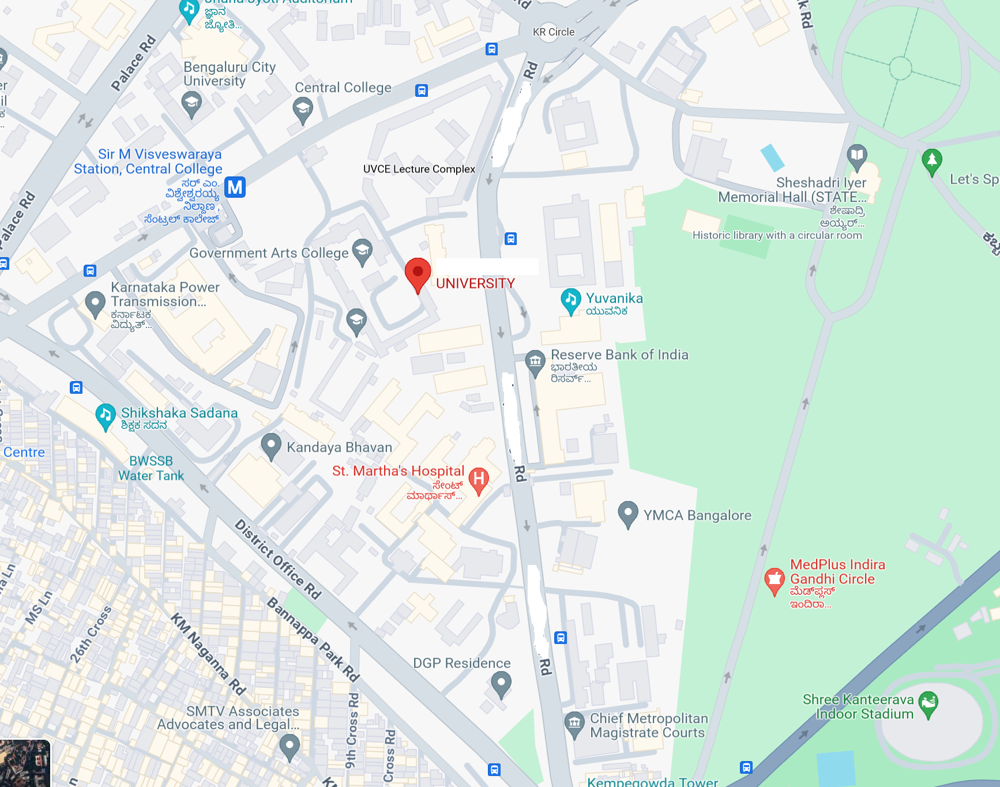 Jnana Jyoti Auditorium
ಜ್ಞಾನ
ಜ್ಯೋತಿ...
Rd
KR Circle
Palace Rd
Bengaluru City
University
Central College
Rd
Sir M Visveswaraya
Station, Central College
ಸರ್ ಎಂ.
ವಿಶ್ವೇಶ್ವರಯ್ಯ
ನಿಲ್ದಾಣ ,
ಸೆಂಟ್ರಲ್ ಕಾಲೇಜ್
M
UVCE Lecture Complex
Sheshadri Iyer
Memorial Hall (STATE...
ಶೇಷಾದ್ರಿ
ಅಯ್ಯರ್...
Historic library with a circular room
Let's Sp
Palace Rd
Government Arts College
UNIVERSITY
Karnataka Power
Transmission...
ಕರ್ನಾಟಕ
ವಿದ್ಯುತ್...
Yuvanika
ಯುವನಿಕ
Reserve Bank of India
ಭಾರತೀಯ
ರಿಸರ್ವ್...
Shikshaka Sadana
ಶಿಕ್ಷಕ ಸದನ
Centre
BWSSB
Water Tank
Kandaya Bhavan
St. Martha's Hospital
ಸೇಂಟ್
ಮಾರ್ಥಾಸ್...
H
Rd
YMCA Bangalore
District Office Rd
MedPlus Indira
Gandhi Circle
ಮೆಡ್‌ಪ್ಲಸ್
ಇಂದಿರಾ...
MS Ln
26th Cross
KM Naganna Rd
Bannappa Park Rd
DGP Residence
Rd
SMTV Associates
Advocates and Legal...
9th Cross Rd
Cross Rd
Chief Metropolitan
Magistrate Courts
Shree Kanteerava
Indoor Stadium
Kempegowda Tower